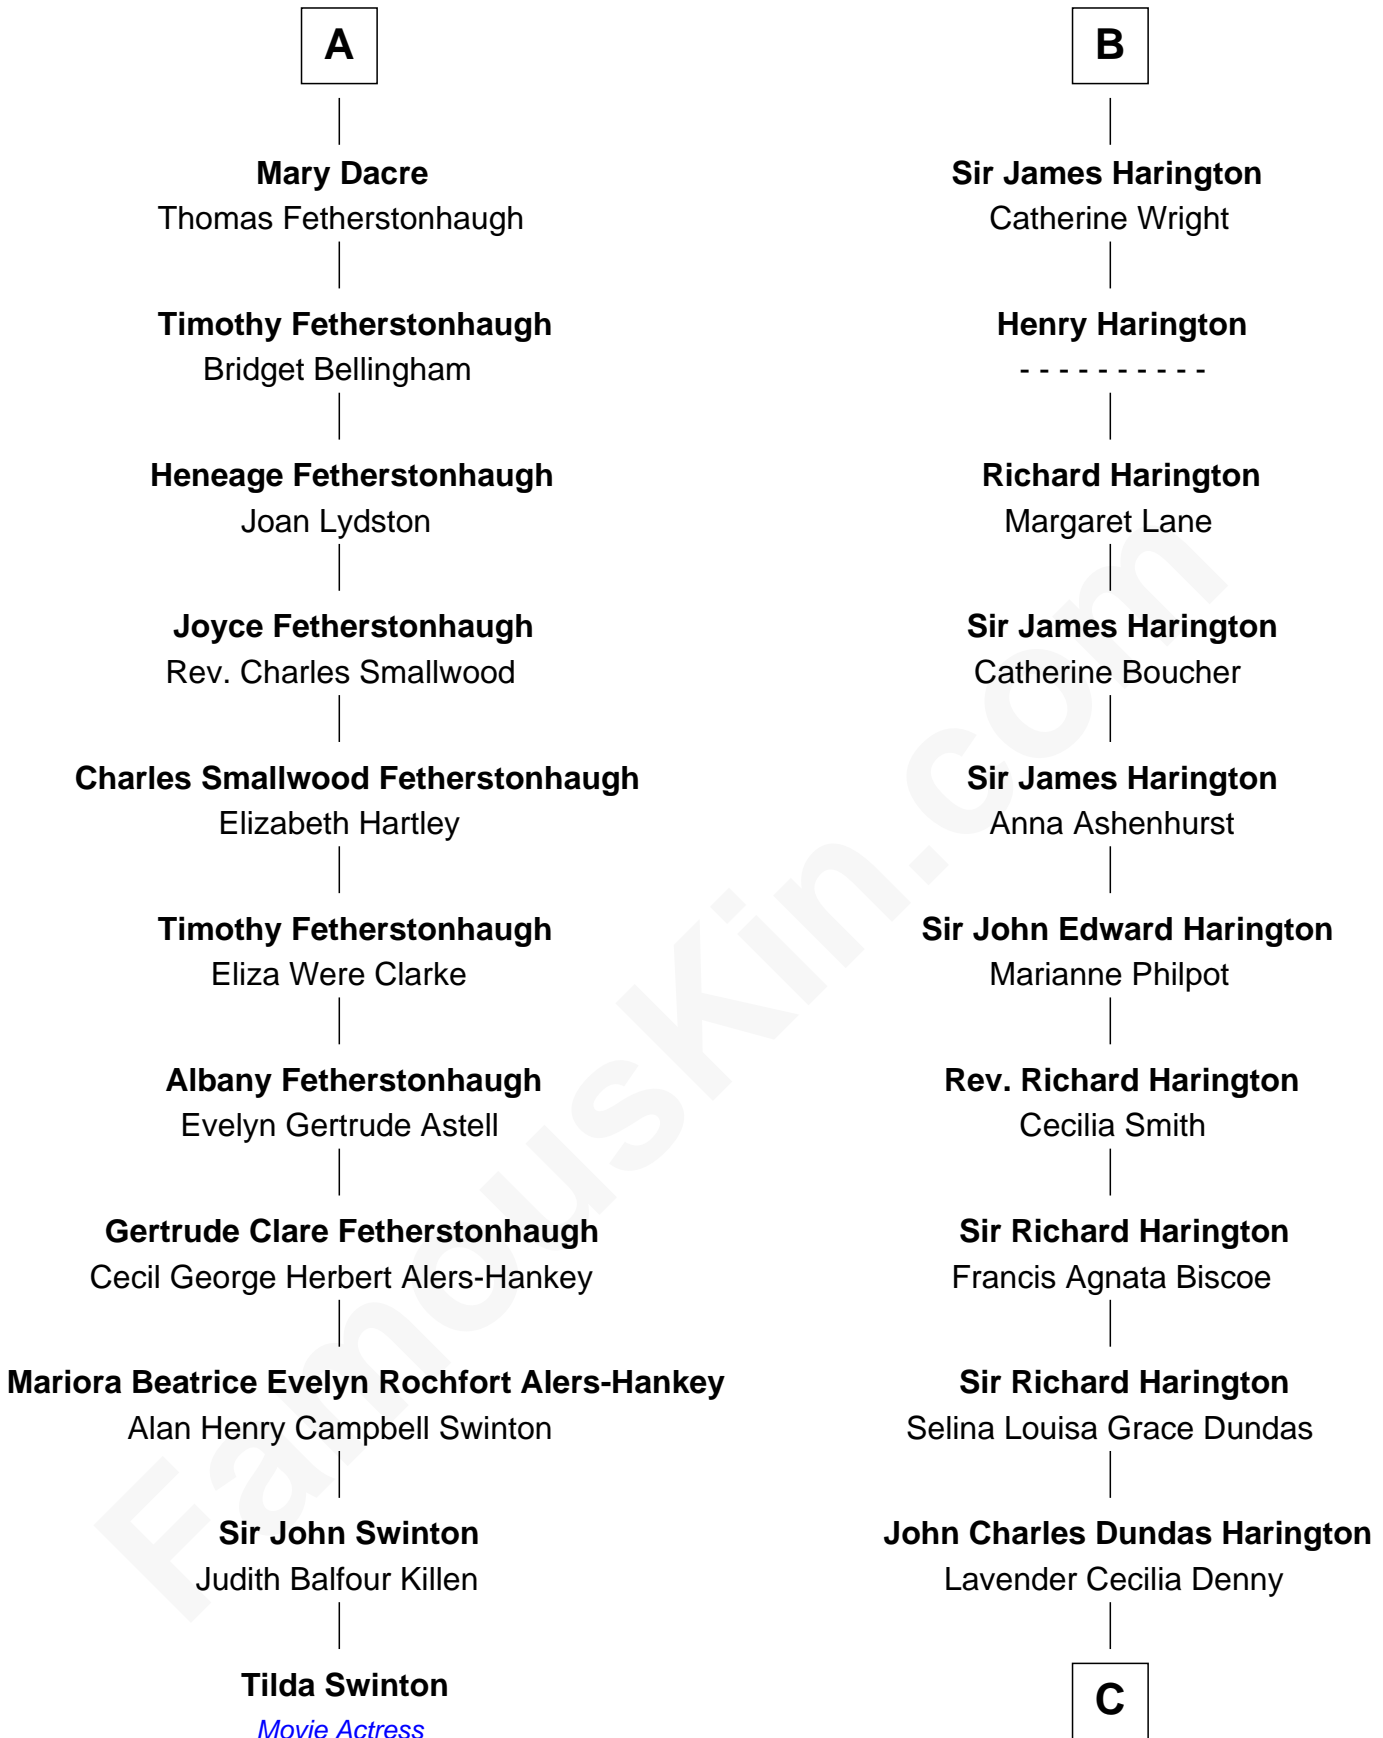 A
Mary Dacre
Thomas Fetherstonhaugh
Timothy Fetherstonhaugh
Bridget Bellingham
Heneage Fetherstonhaugh
Joan Lydston
Joyce Fetherstonhaugh
Rev. Charles Smallwood
Charles Smallwood Fetherstonhaugh
Elizabeth Hartley
Timothy Fetherstonhaugh
Eliza Were Clarke
Albany Fetherstonhaugh
Evelyn Gertrude Astell
Gertrude Clare Fetherstonhaugh
Cecil George Herbert Alers-Hankey
Mariora Beatrice Evelyn Rochfort Alers-Hankey
Alan Henry Campbell Swinton
Sir John Swinton
Judith Balfour Killen
Tilda Swinton
Movie Actress
B
Sir James Harington
Catherine Wright
Henry Harington
- - - - - - - - - -
Richard Harington
Margaret Lane
Sir James Harington
Catherine Boucher
Sir James Harington
Anna Ashenhurst
Sir John Edward Harington
Marianne Philpot
Rev. Richard Harington
Cecilia Smith
Sir Richard Harington
Francis Agnata Biscoe
Sir Richard Harington
Selina Louisa Grace Dundas
John Charles Dundas Harington
Lavender Cecilia Denny
C
FamousKin.com